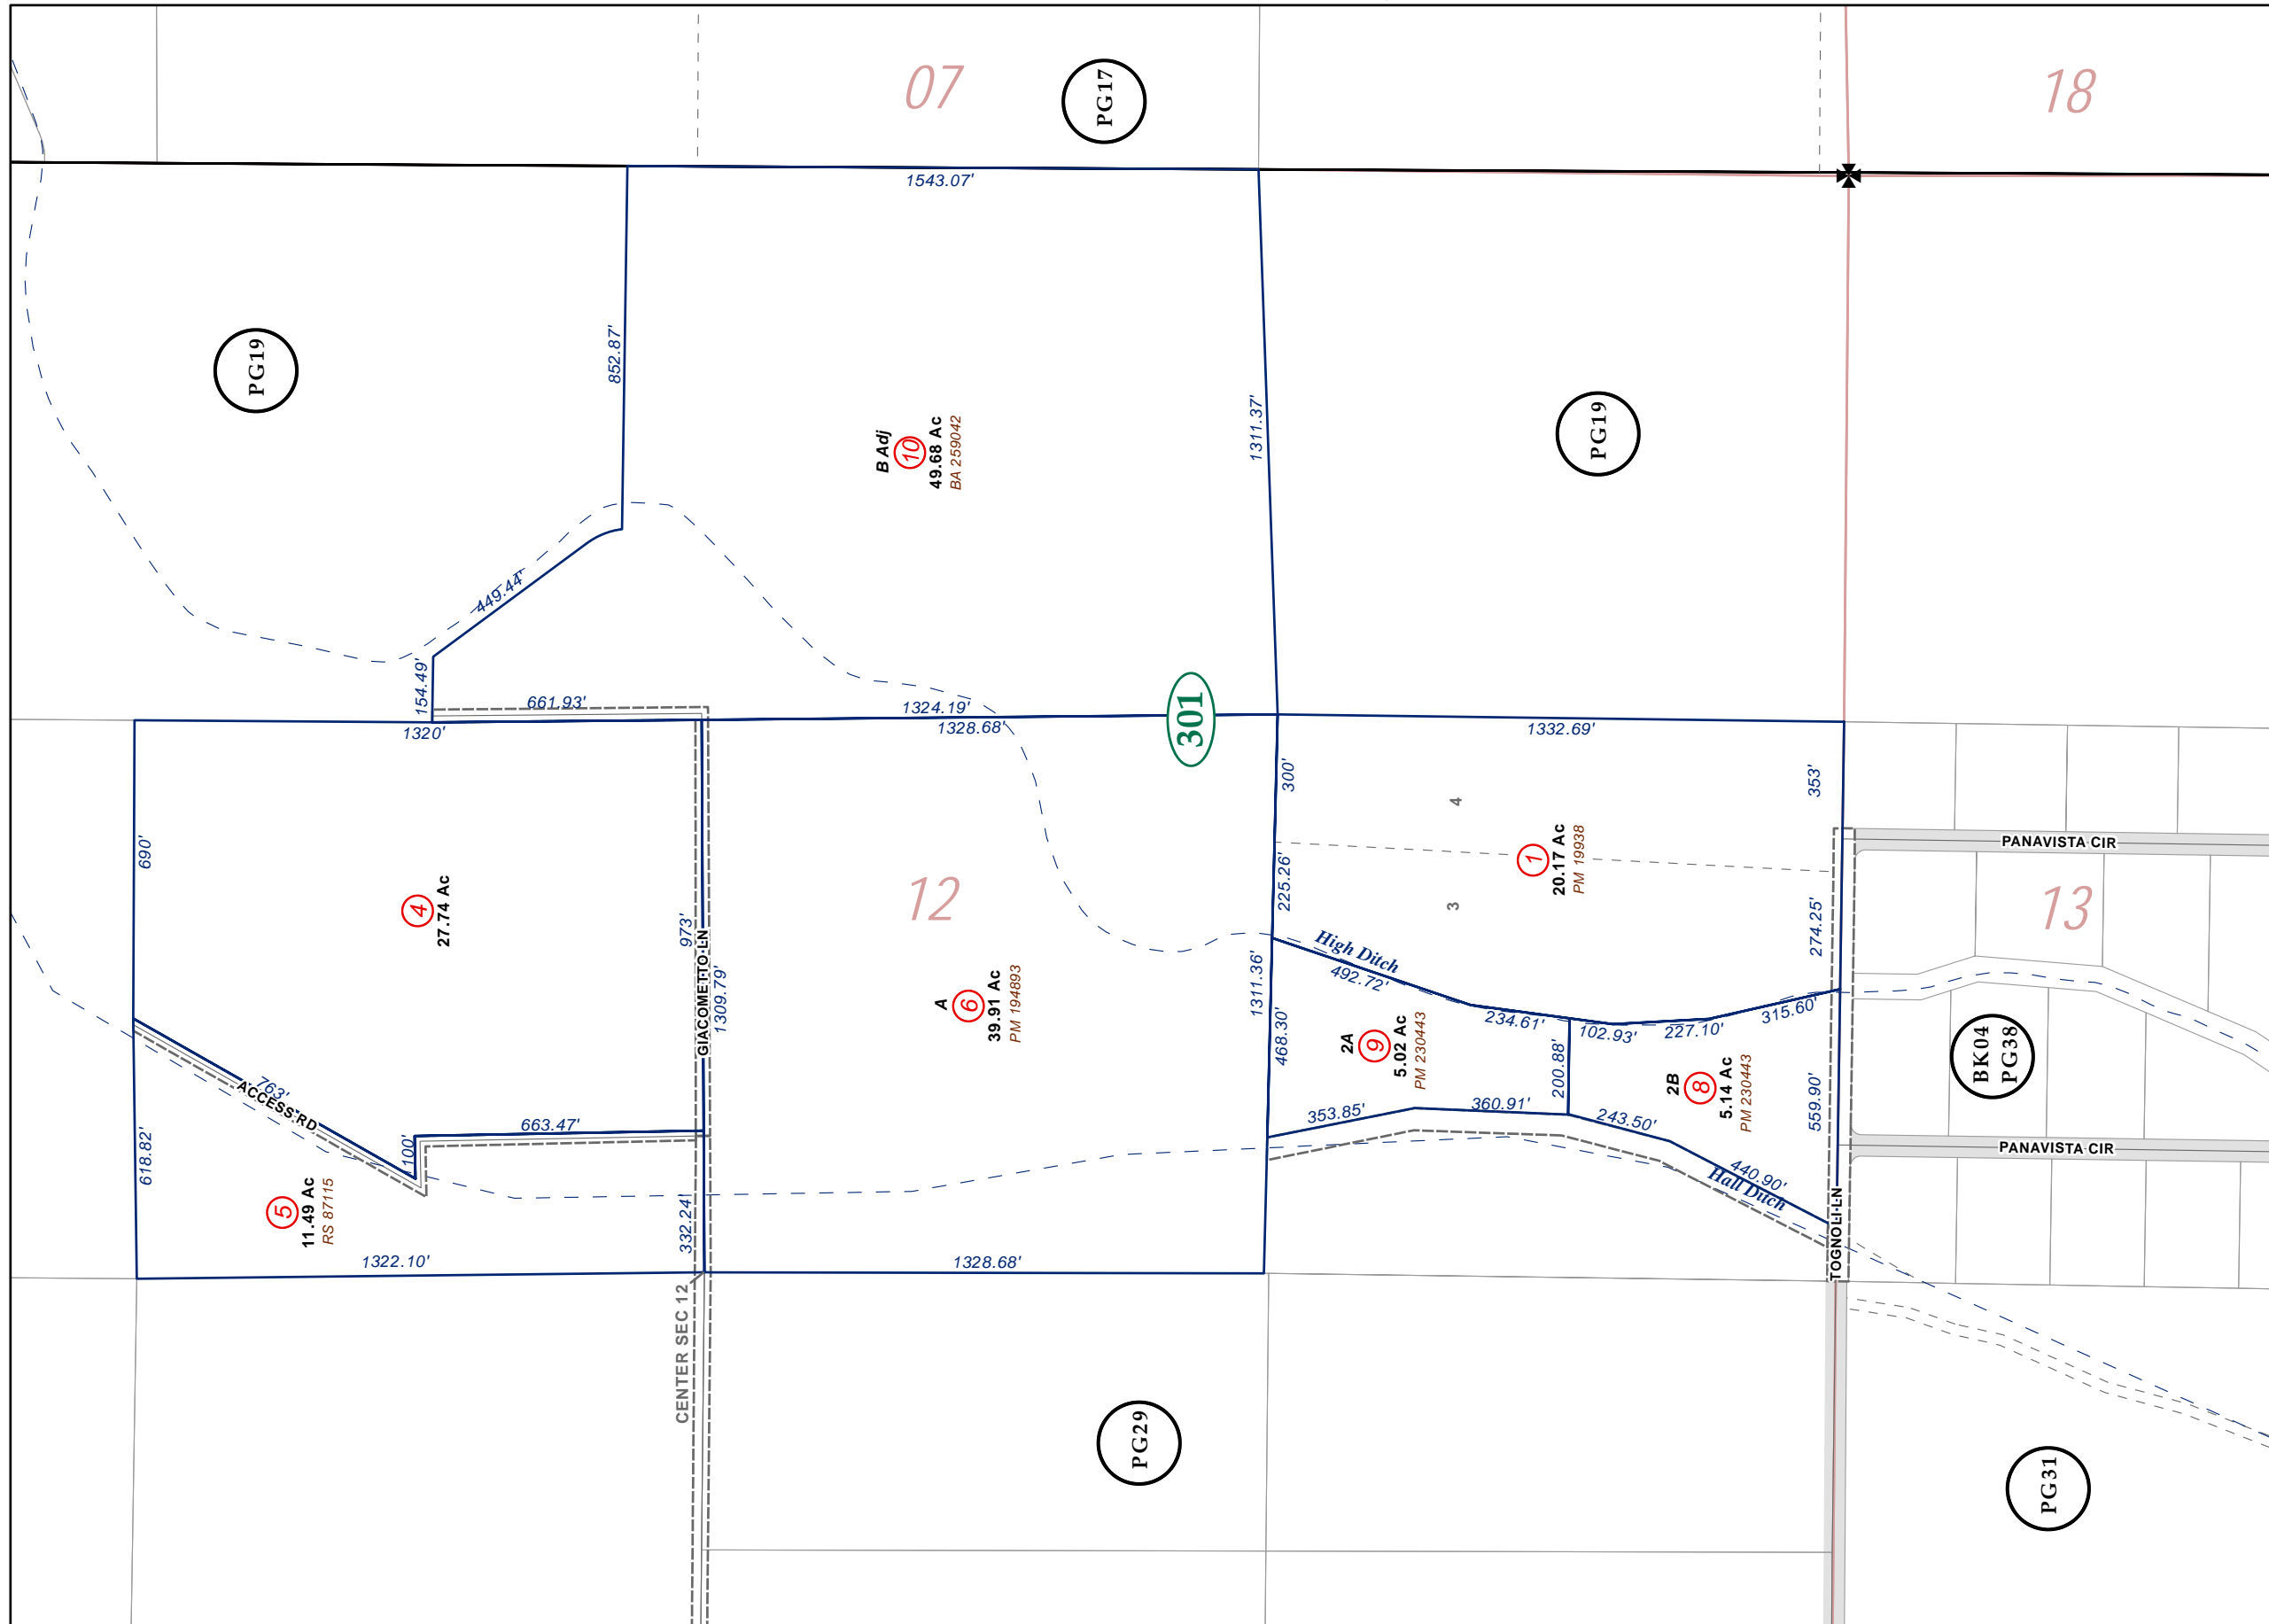 07
PG17
18
1543.07'
PG19
852.87'
B Adj
10
49.68 Ac
BA 259042
1311.37'
PG19
449.44'
154.49'
661.93'
1324.19'
301
1320'
1328.68'
1332.69'
690'
4
27.74 Ac
973'
GIACOMETTO LN
1309.79'
12
A
6
39.91 Ac
PM 194893
300'
225.26'
1311.36'
468.30'
4
3
1
20.17 Ac
PM 19938
353'
274.25'
PANAVISTA CIR
13
High Ditch
492.72'
234.61'
102.93'
227.10'
315.60'
2A
9
5.02 Ac
PM 230443
200.88'
2B
8
5.14 Ac
PM 230443
559.90'
BK04
PG38
763'
ACCESS RD
100'
663.47'
353.85'
360.91'
243.50'
440.90'
Hall Ditch
PANAVISTA CIR
618.82'
5
11.49 Ac
RS 87115
332.24'
TOGNOLI LN
1322.10'
1328.68'
CENTER SEC 12
PG29
PG31